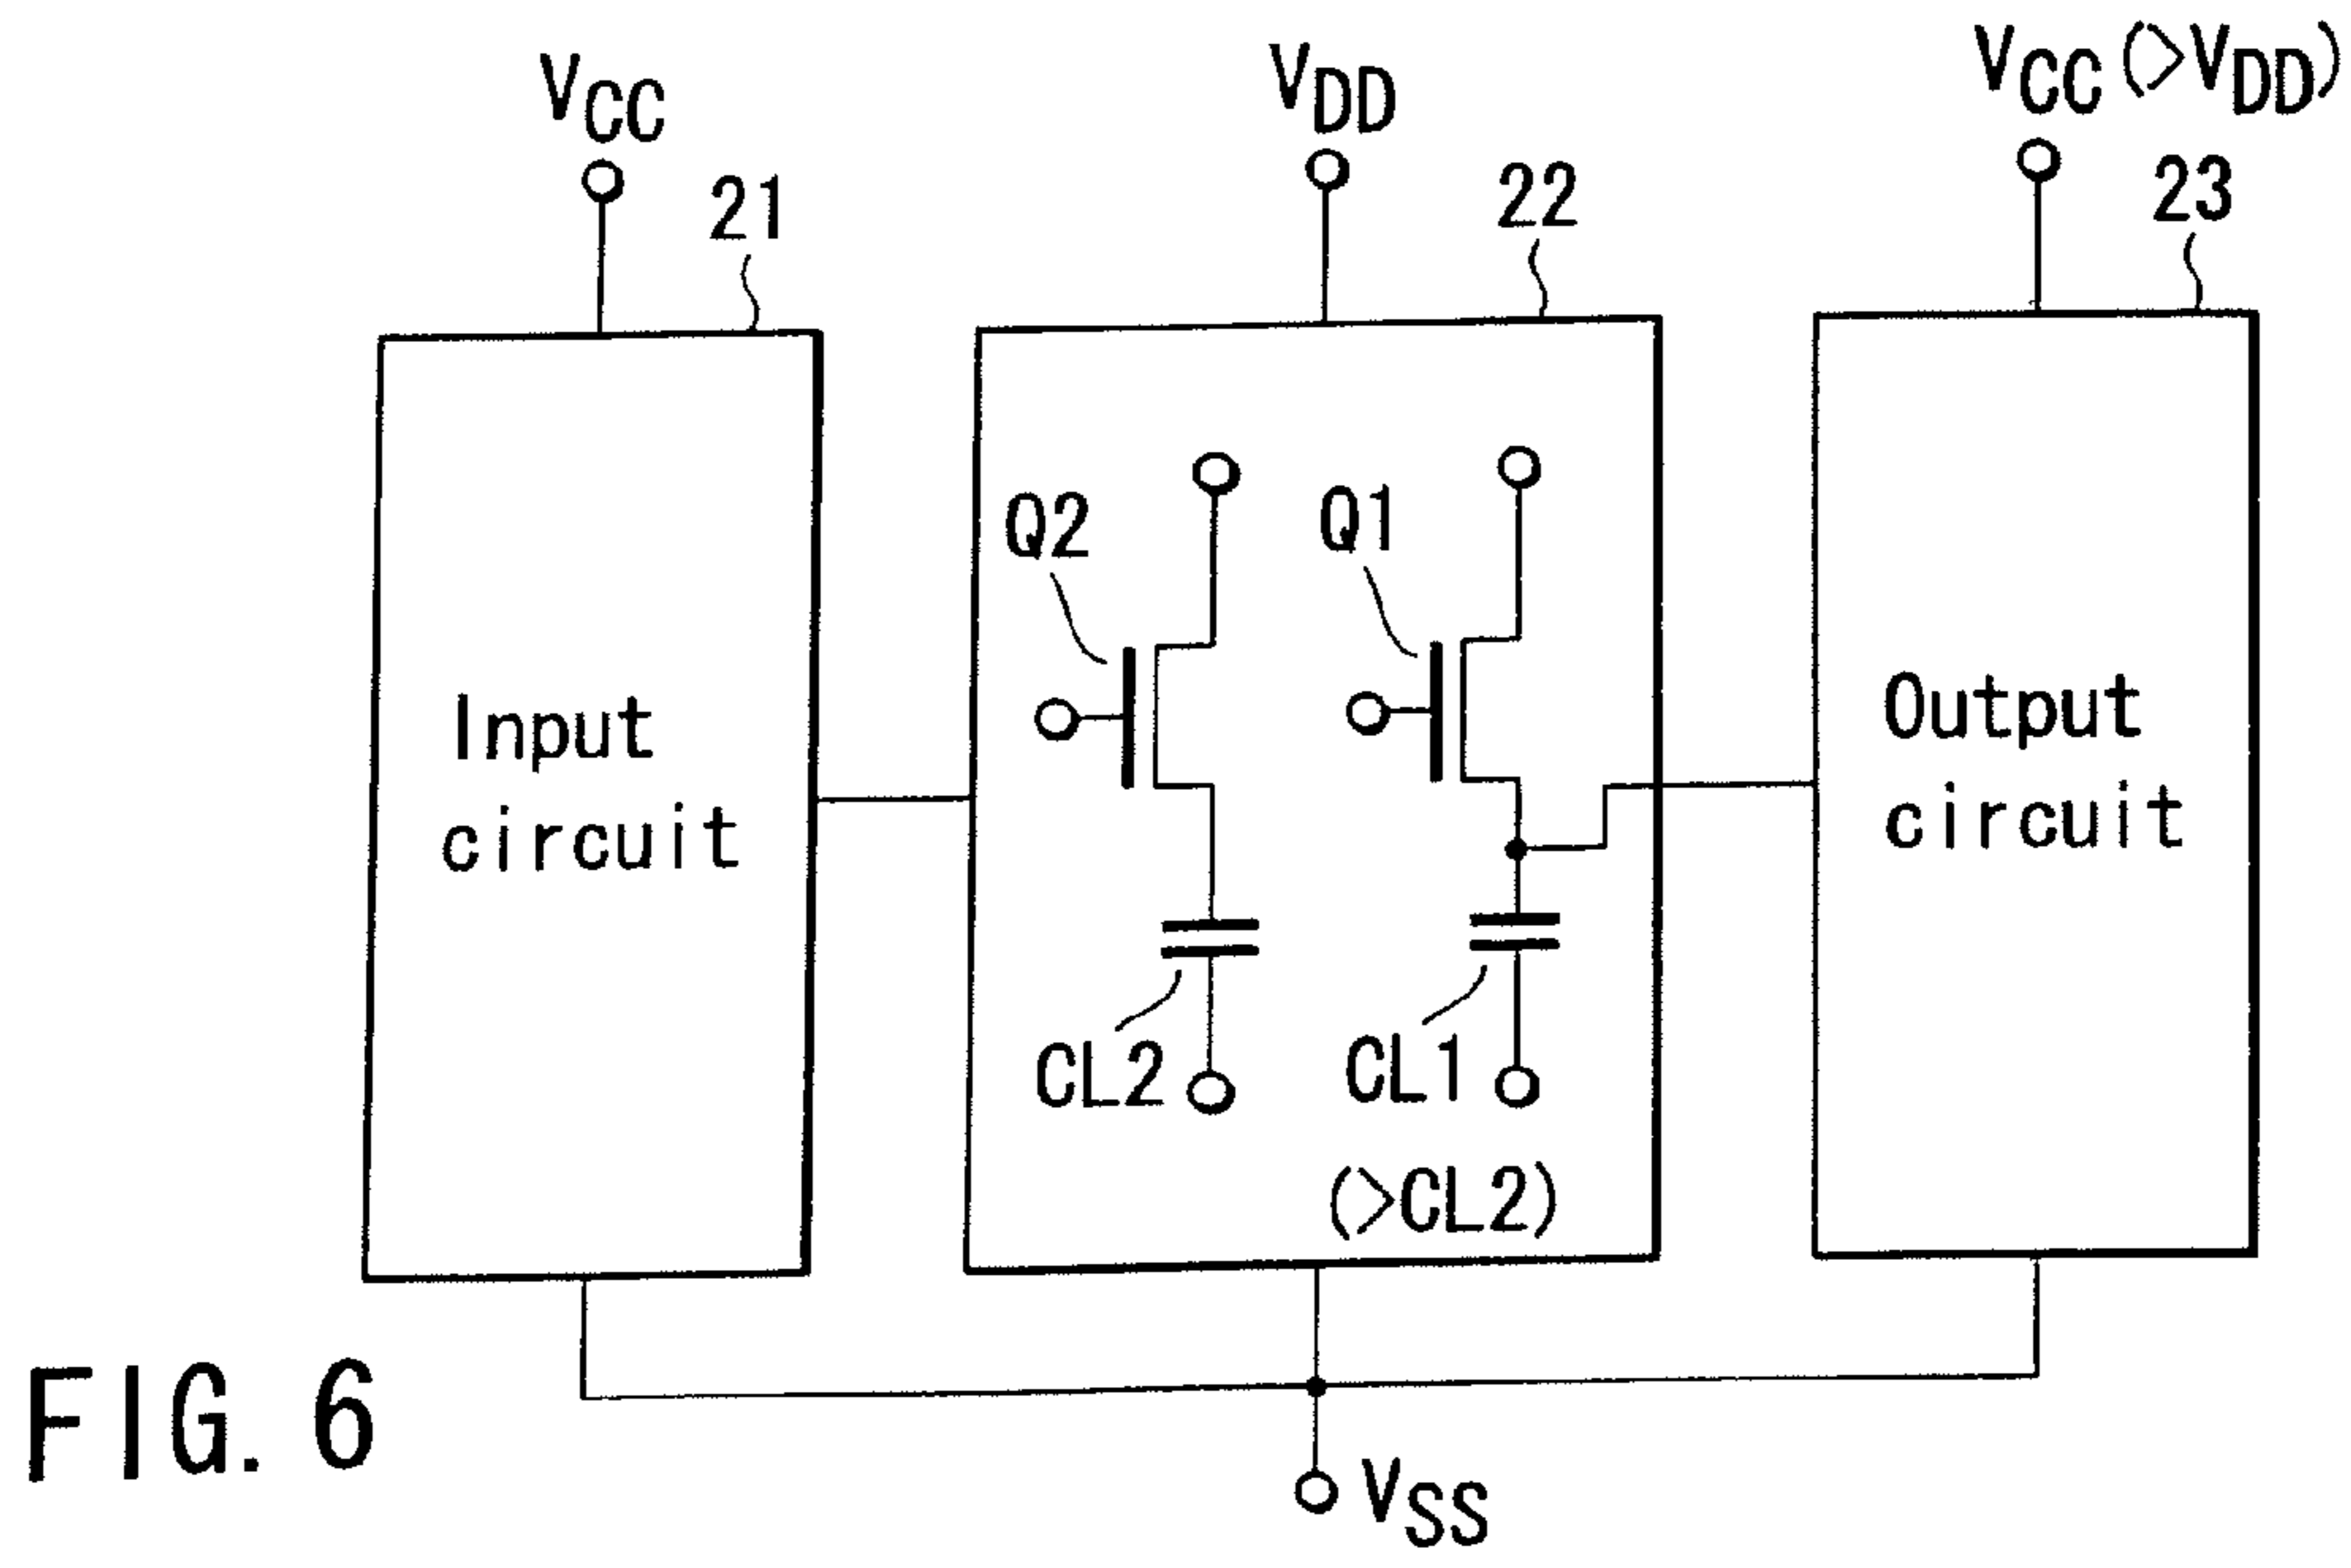 VCC
VDD
VCC (>VDD)
21
22
23
Q2
Q1
Input
circuit
Output
circuit
CL2
CL1
(>CL2)
FIG. 6
VSS